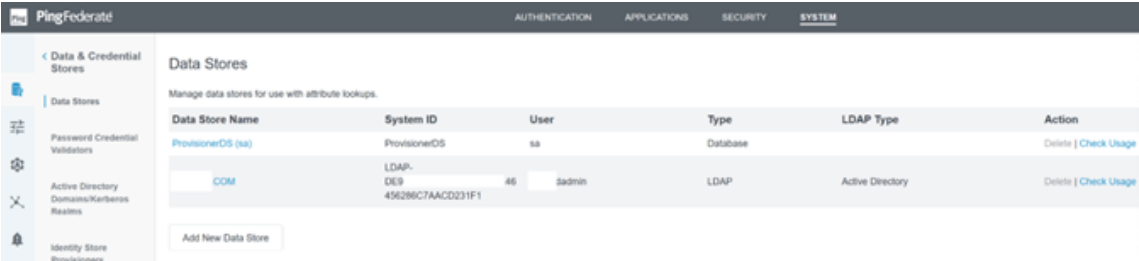 Ping PingFederate AUTHENTICATION APPLICATIONS SECURITY SYSTEM
< Data & Credential Stores
Data Stores
Password Credential Validators
Active Directory Domains/Kerberos Realms
Identity Store Provisioners
Data Stores
Manage data stores for use with attribute lookups.
Data Store Name System ID User Type LDAP Type Action
ProvisionerDS (sa) ProvisionerDS sa Database Delete | Check Usage
COM LDAP-DE9 46 dadmin LDAP Active Directory Delete | Check Usage
456286C7AACD231F1
Add New Data Store